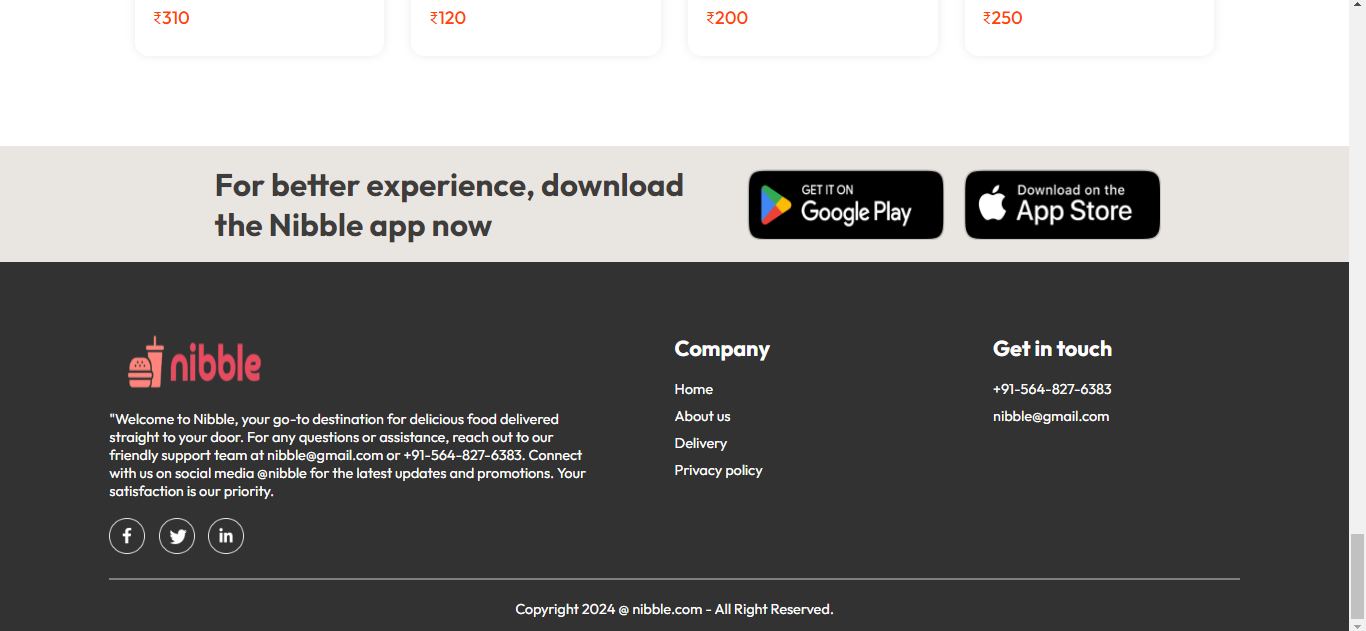 ₹310
₹120
₹200
₹250
For better experience, download
the Nibble app now
GET IT ON
Google Play
Download on the
App Store
nibble
"Welcome to Nibble, your go-to destination for delicious food delivered
straight to your door. For any questions or assistance, reach out to our
friendly support team at nibble@gmail.com or +91-564-827-6383. Connect
with us on social media @nibble for the latest updates and promotions. Your
satisfaction is our priority.
Company
Home
About us
Delivery
Privacy policy
Get in touch
+91-564-827-6383
nibble@gmail.com
Copyright 2024 @ nibble.com - All Right Reserved.